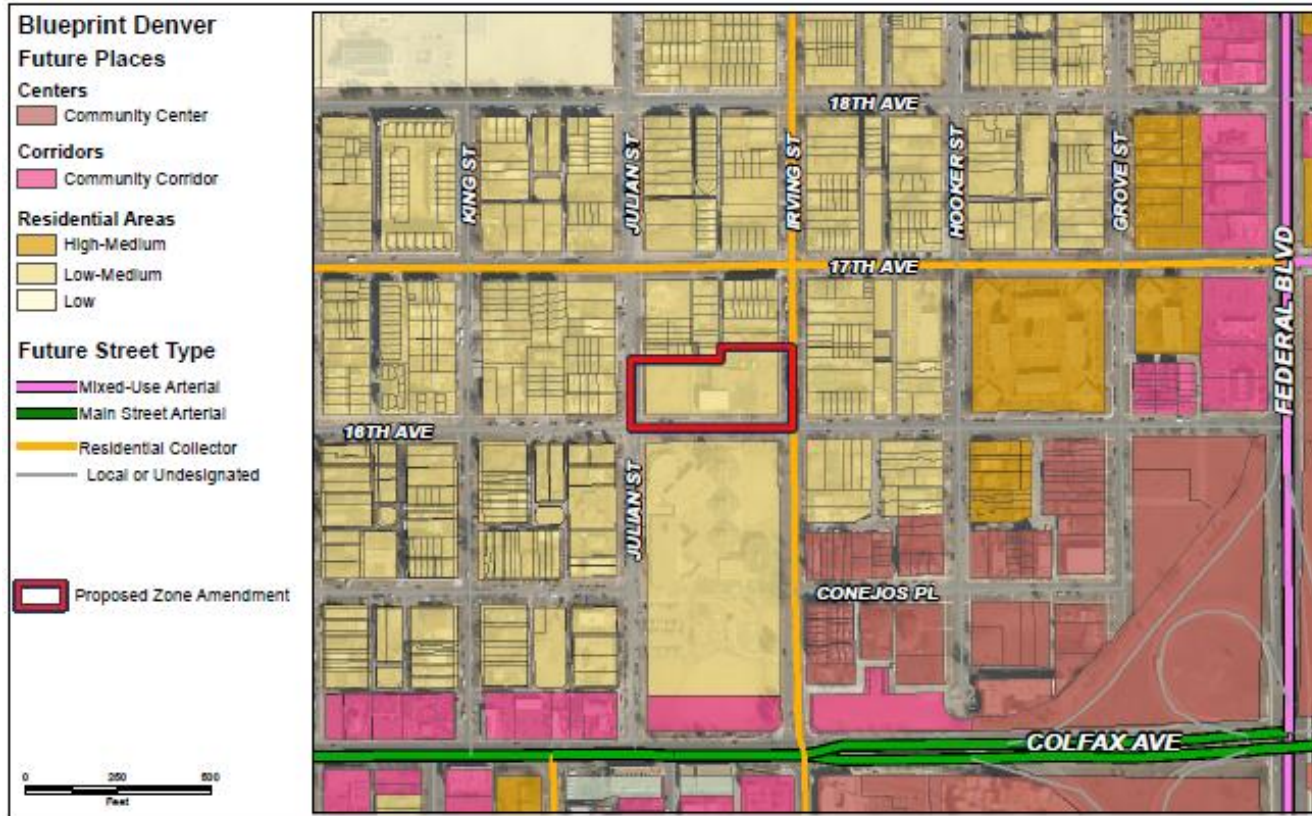 Blueprint Denver
Future Places
Centers
Community Center
Corridors
Community Corridor
Residential Areas
High-Medium
Low-Medium
Low
Future Street Type
Mixed-Use Arterial
Main Street Arterial
Residential Collector
Local or Undesignated
Proposed Zone Amendment
0 250 500
Feet
18TH AVE
KING ST
JULIAN ST
IRVING ST
HOOKER ST
GROVE ST
17TH AVE
FEDERAL BLVD
16TH AVE
JULIAN ST
CONEJOS PL
COLFAX AVE